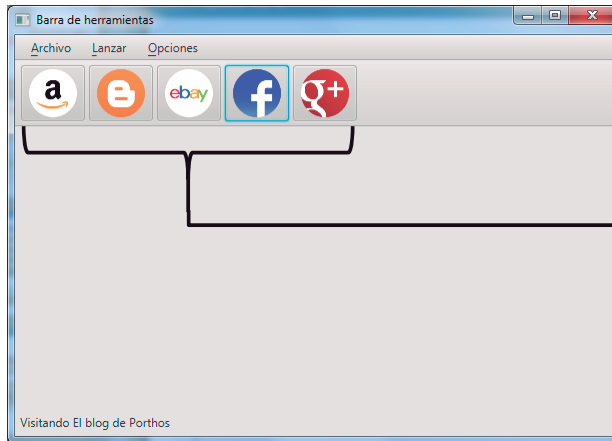 Barra de herramientas
Archivo Lanzar Opciones
a B ebay f g+
Visitando El blog de Porthos